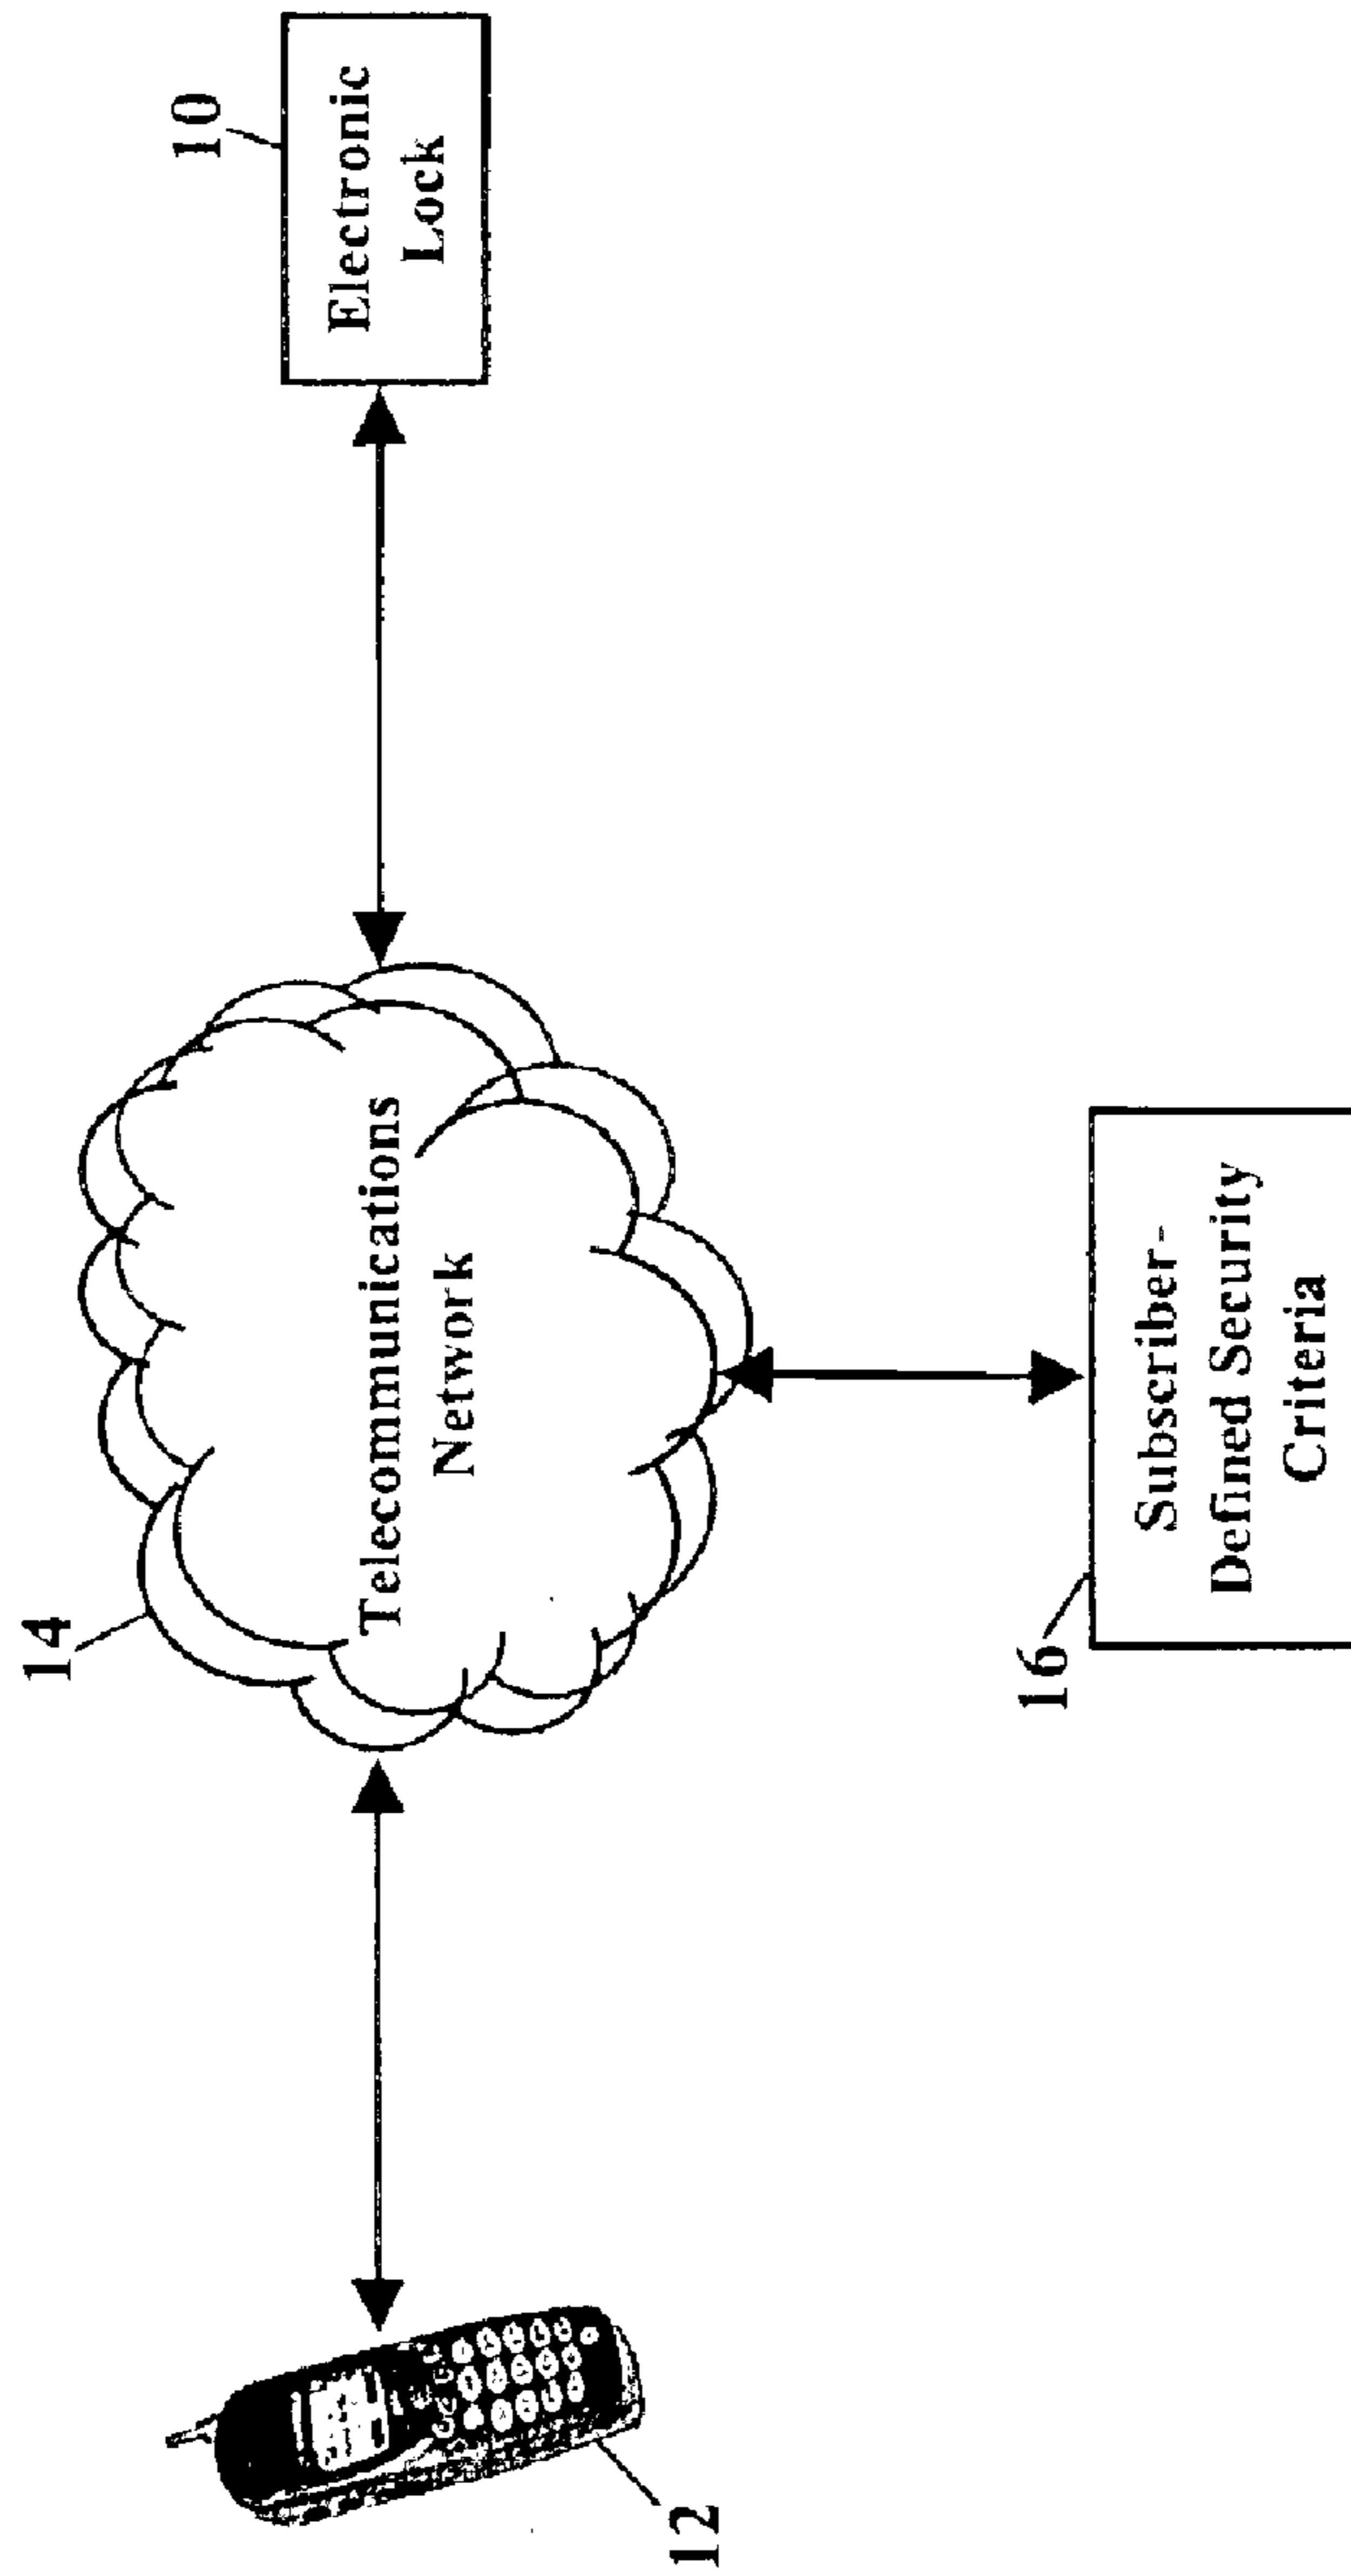 14
10
Telecommunications
Network
Electronic
Lock
12
16
Subscriber-
Defined Security
Criteria